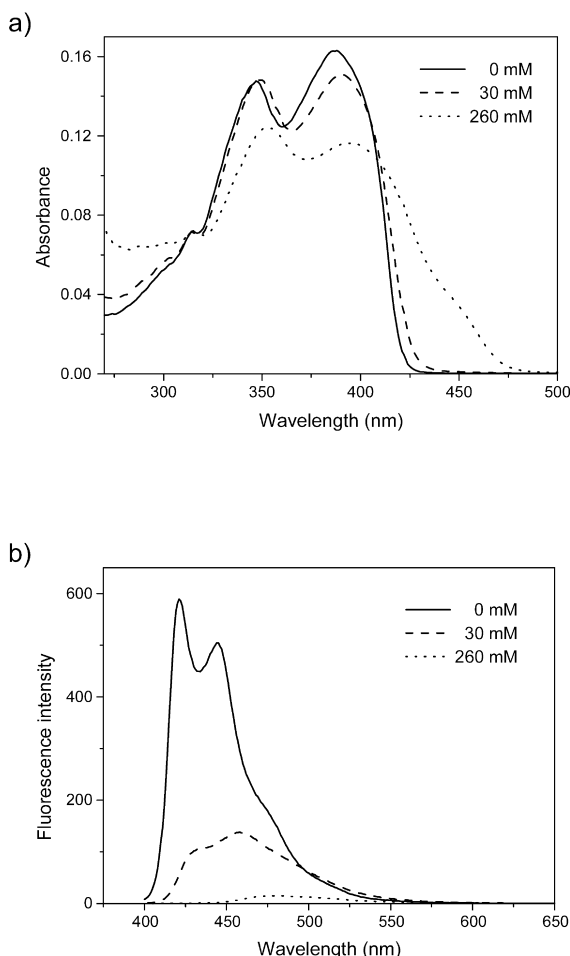 a)
0.16
0.12
0.08
0.04
0.00
Absorbance
0 mM
30 mM
260 mM
300 350 400 450 500
Wavelength (nm)
b)
600
400
200
0
Fluorescence intensity
0 mM
30 mM
260 mM
400 450 500 550 600 650
Wavelength (nm)